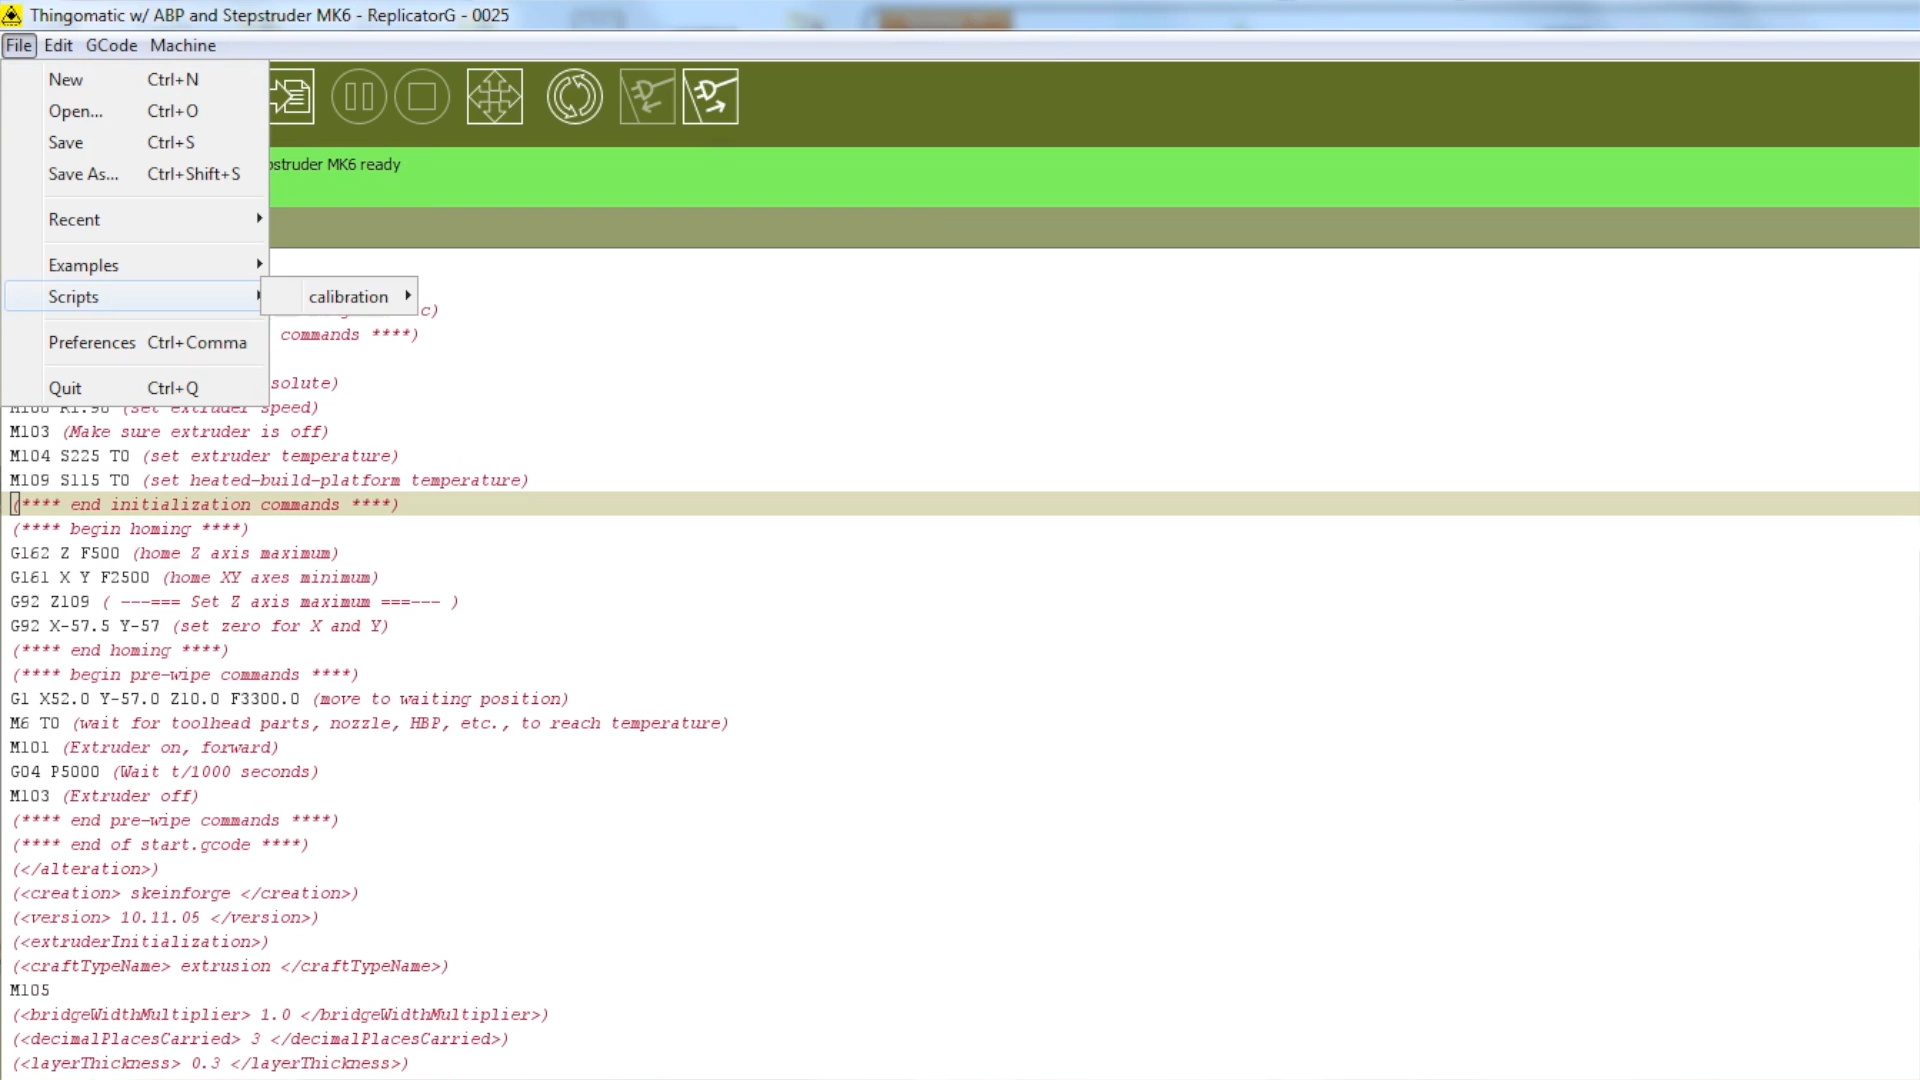 Thingomatic w/ ABP and Stepstruder MK6 - ReplicatorG - 0025
File Edit GCode Machine
New Ctrl+N
Open... Ctrl+O
Save Ctrl+S
Save As... Ctrl+Shift+S
struder MK6 ready
Recent
Examples
Scripts
calibration
c)
commands ****)
Preferences Ctrl+Comma
solute)
Quit Ctrl+Q
(set extruder speed)
M103 (Make sure extruder is off)
M104 S225 T0 (set extruder temperature)
M109 S115 T0 (set heated-build-platform temperature)
(**** end initialization commands ****)
(**** begin homing ****)
G162 Z F500 (home Z axis maximum)
G161 X Y F2500 (home XY axes minimum)
G92 Z109 ( ---=== Set Z axis maximum ===--- )
G92 X-57.5 Y-57 (set zero for X and Y)
(**** end homing ****)
(**** begin pre-wipe commands ****)
G1 X52.0 Y-57.0 Z10.0 F3300.0 (move to waiting position)
M6 T0 (wait for toolhead parts, nozzle, HBP, etc., to reach temperature)
M101 (Extruder on, forward)
G04 P5000 (Wait t/1000 seconds)
M103 (Extruder off)
(**** end pre-wipe commands ****)
(**** end of start.gcode ****)
(</alteration>)
(<creation> skeinforge </creation>)
(<version> 10.11.05 </version>)
(<extruderInitialization>)
(<craftTypeName> extrusion </craftTypeName>)
M105
(<bridgeWidthMultiplier> 1.0 </bridgeWidthMultiplier>)
(<decimalPlacesCarried> 3 </decimalPlacesCarried>)
(<layerThickness> 0.3 </layerThickness>)